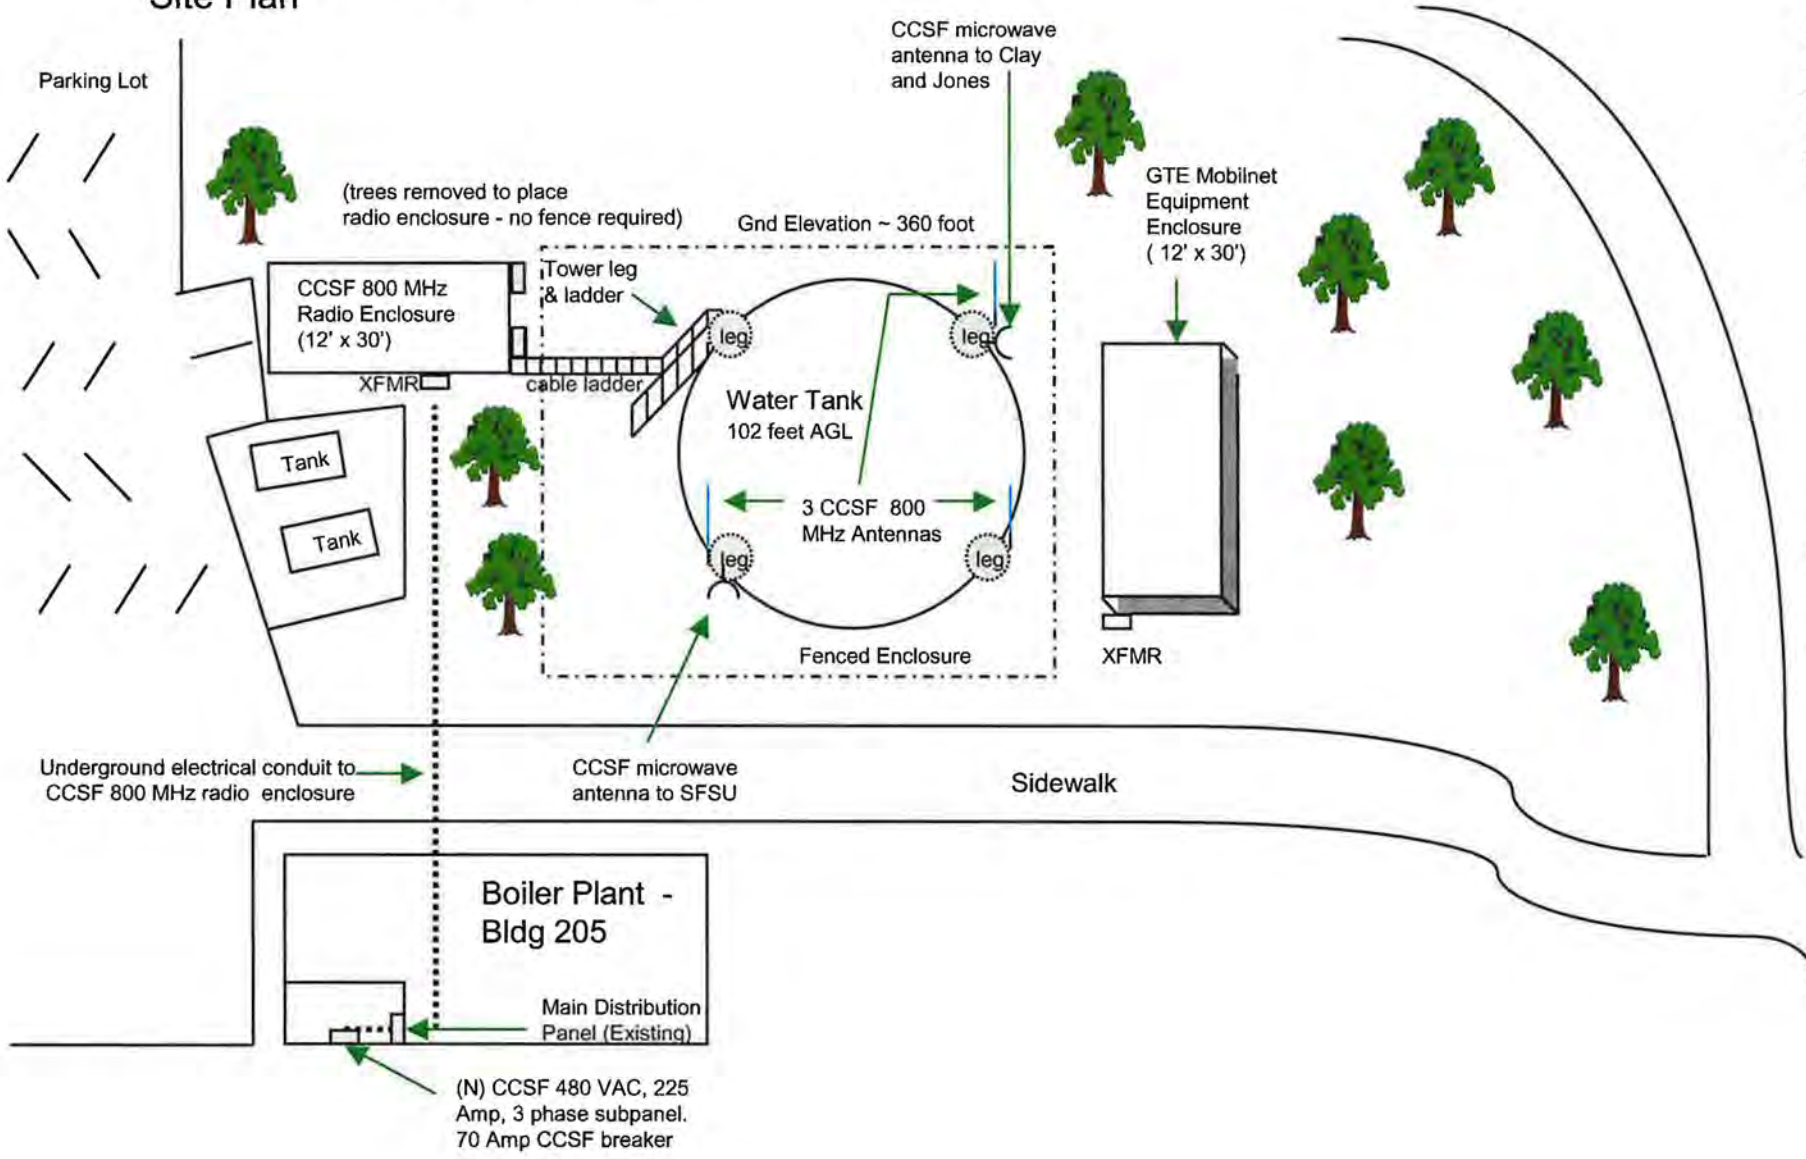 Site Plan
CCSF microwave
antenna to Clay
and Jones
Parking Lot
GTE Mobilnet
Equipment
Enclosure
( 12' x 30')
(trees removed to place
radio enclosure - no fence required)
Gnd Elevation ~ 360 foot
Tower leg
& ladder
CCSF 800 MHz
Radio Enclosure
(12' x 30')
leg
leg
XFMR
cable ladder
Water Tank
102 feet AGL
Tank
Tank
3 CCSF 800
MHz Antennas
leg
leg
Fenced Enclosure
XFMR
Underground electrical conduit to
CCSF 800 MHz radio enclosure
CCSF microwave
antenna to SFSU
Sidewalk
Boiler Plant -
Bldg 205
Main Distribution
Panel (Existing)
(N) CCSF 480 VAC, 225
Amp, 3 phase subpanel.
70 Amp CCSF breaker